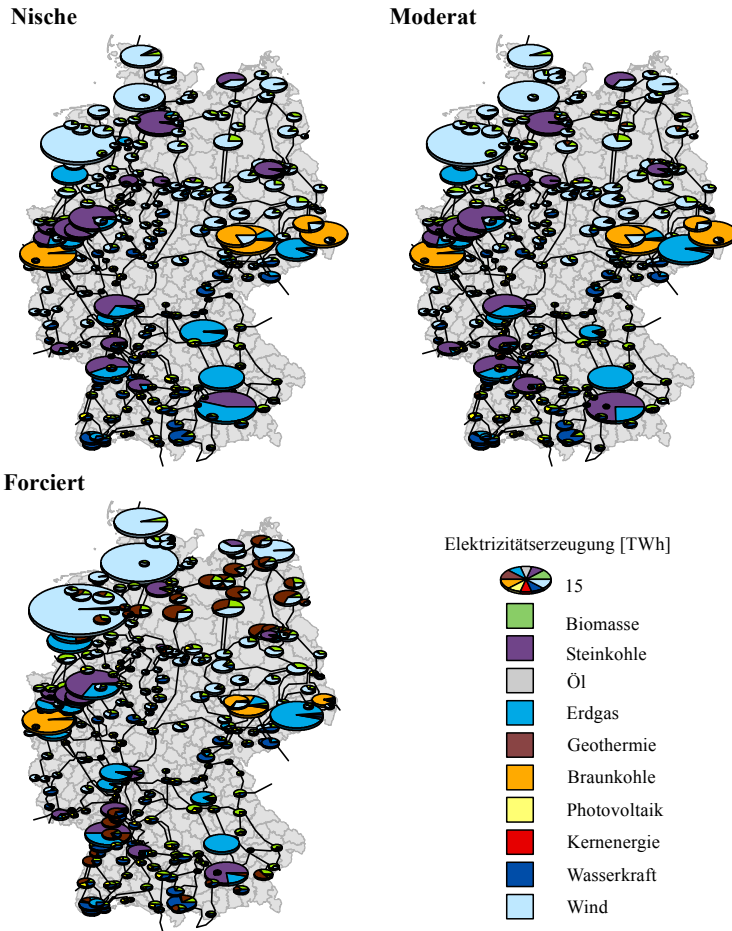 Nische
Moderat
Forciert
Elektrizitätserzeugung [TWh]
15
Biomasse
Steinkohle
Öl
Erdgas
Geothermie
Braunkohle
Photovoltaik
Kernenergie
Wasserkraft
Wind